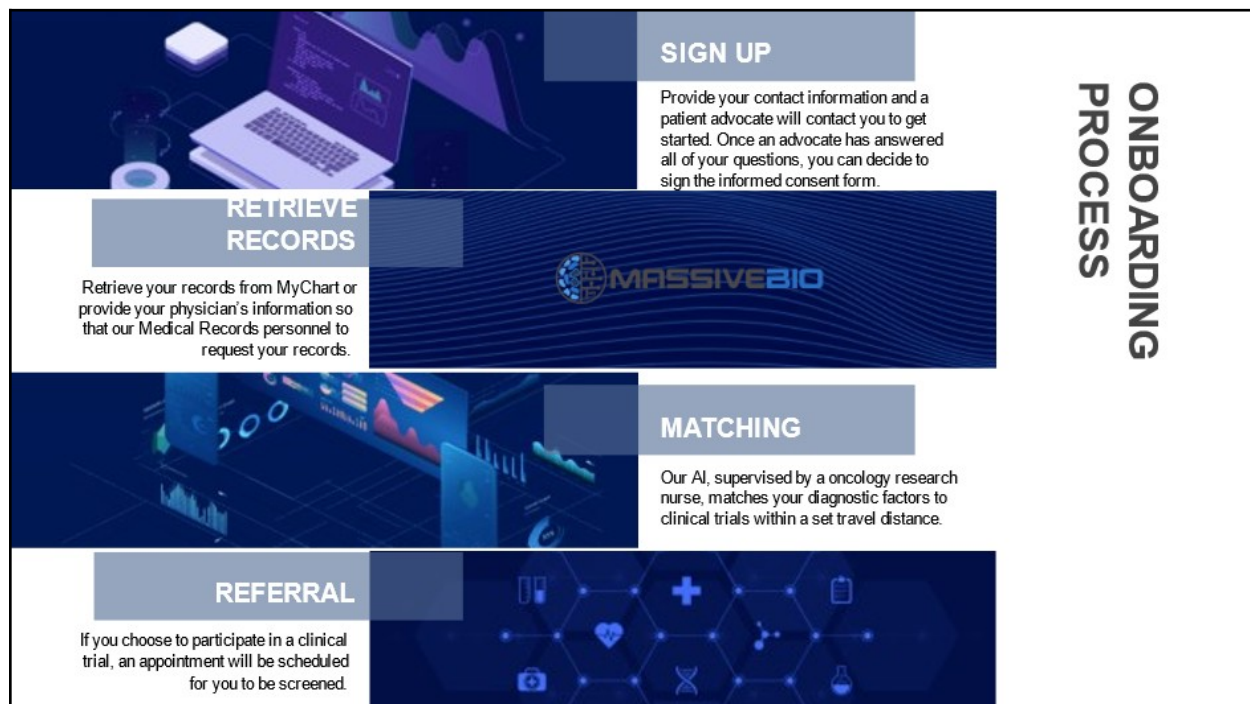 SIGN UP
Provide your contact information and a
patient advocate will contact you to get
started. Once an advocate has answered
all of your questions, you can decide to
sign the informed consent form.
ONBOARDING
PROCESS
RETRIEVE
RECORDS
Retrieve your records from MyChart or
provide your physician's information so
that our Medical Records personnel to
request your records.
MASSIVEBIO
MATCHING
Our AI, supervised by a oncology research
nurse, matches your diagnostic factors to
clinical trials within a set travel distance.
REFERRAL
If you choose to participate in a clinical
trial, an appointment will be scheduled
for you to be screened.